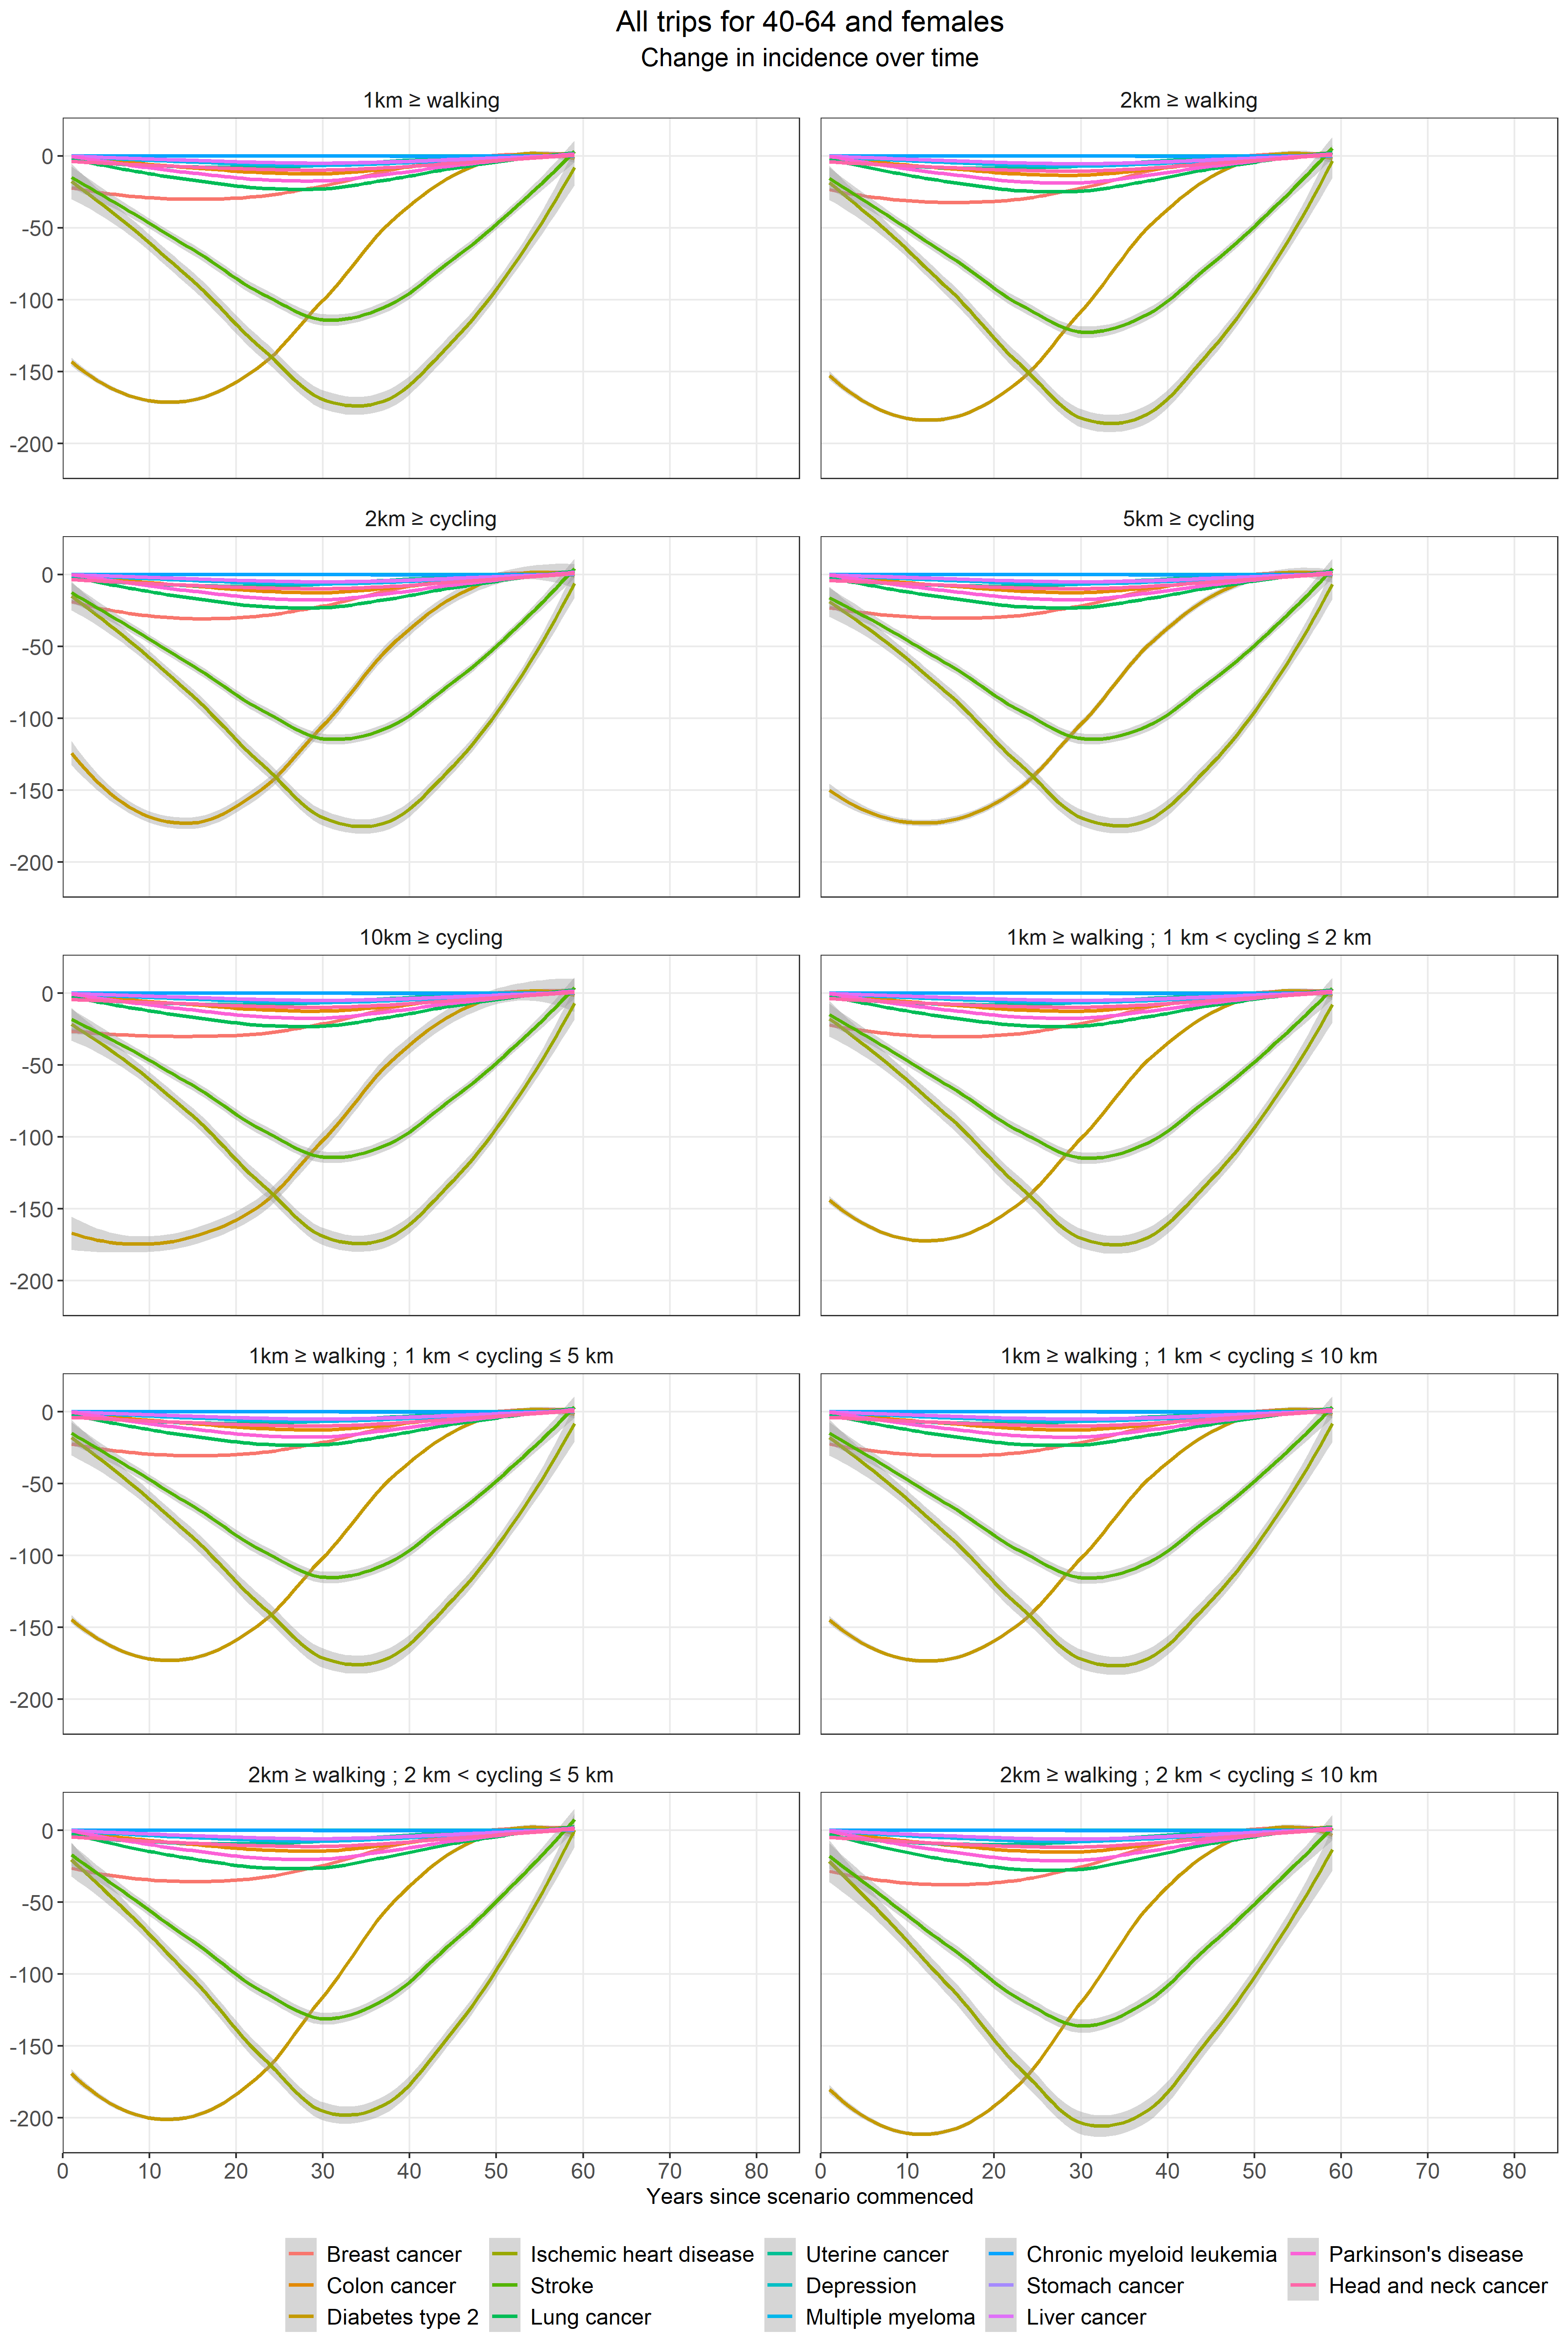 All trips for 40-64 and females
Change in incidence over time
1km ≥ walking
2km ≥ walking
0
-50
-100
-150
-200
2km ≥ cycling
5km ≥ cycling
0
-50
-100
-150
-200
10km ≥ cycling
1km ≥ walking ; 1 km < cycling ≤ 2 km
0
-50
-100
-150
-200
1km ≥ walking ; 1 km < cycling ≤ 5 km
1km ≥ walking ; 1 km < cycling ≤ 10 km
0
-50
-100
-150
-200
2km ≥ walking ; 2 km < cycling ≤ 5 km
2km ≥ walking ; 2 km < cycling ≤ 10 km
0
-50
-100
-150
-200
0 10 20 30 40 50 60 70 80
0 10 20 30 40 50 60 70 80
Years since scenario commenced
Breast cancer
Colon cancer
Diabetes type 2
Ischemic heart disease
Stroke
Lung cancer
Uterine cancer
Depression
Multiple myeloma
Chronic myeloid leukemia
Stomach cancer
Liver cancer
Parkinson's disease
Head and neck cancer